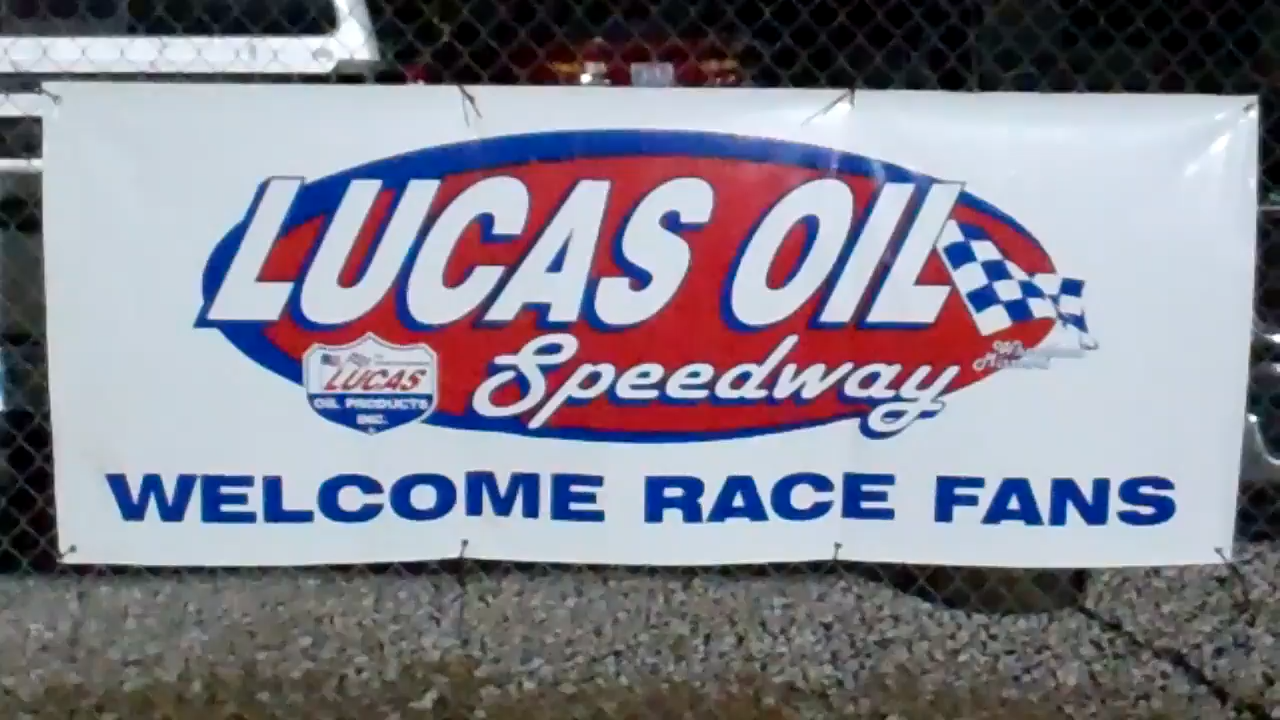 LUCAS OIL
Speedway
LUCAS
OIL PRODUCTS
INC.
WELCOME RACE FANS